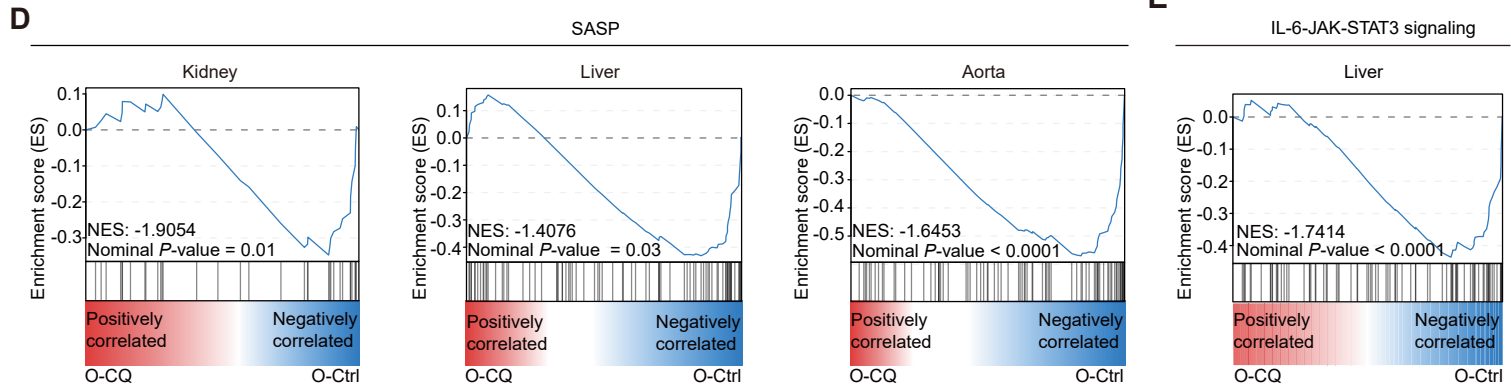 D
E
SASP
IL-6-JAK-STAT3 signaling
Kidney
Enrichment score (ES)
0.1
0.0
-0.1
-0.2
-0.3
NES: -1.9054
Nominal P-value = 0.01
Positively correlated
Negatively correlated
O-CQ
O-Ctrl
Liver
Enrichment score (ES)
0.1
0.0
-0.1
-0.2
-0.3
-0.4
NES: -1.4076
Nominal P-value = 0.03
Positively correlated
Negatively correlated
O-CQ
O-Ctrl
Aorta
Enrichment score (ES)
0.0
-0.1
-0.2
-0.3
-0.4
-0.5
NES: -1.6453
Nominal P-value < 0.0001
Positively correlated
Negatively correlated
O-CQ
O-Ctrl
Liver
Enrichment score (ES)
0.0
-0.1
-0.2
-0.3
-0.4
NES: -1.7414
Nominal P-value < 0.0001
Positively correlated
Negatively correlated
O-CQ
O-Ctrl